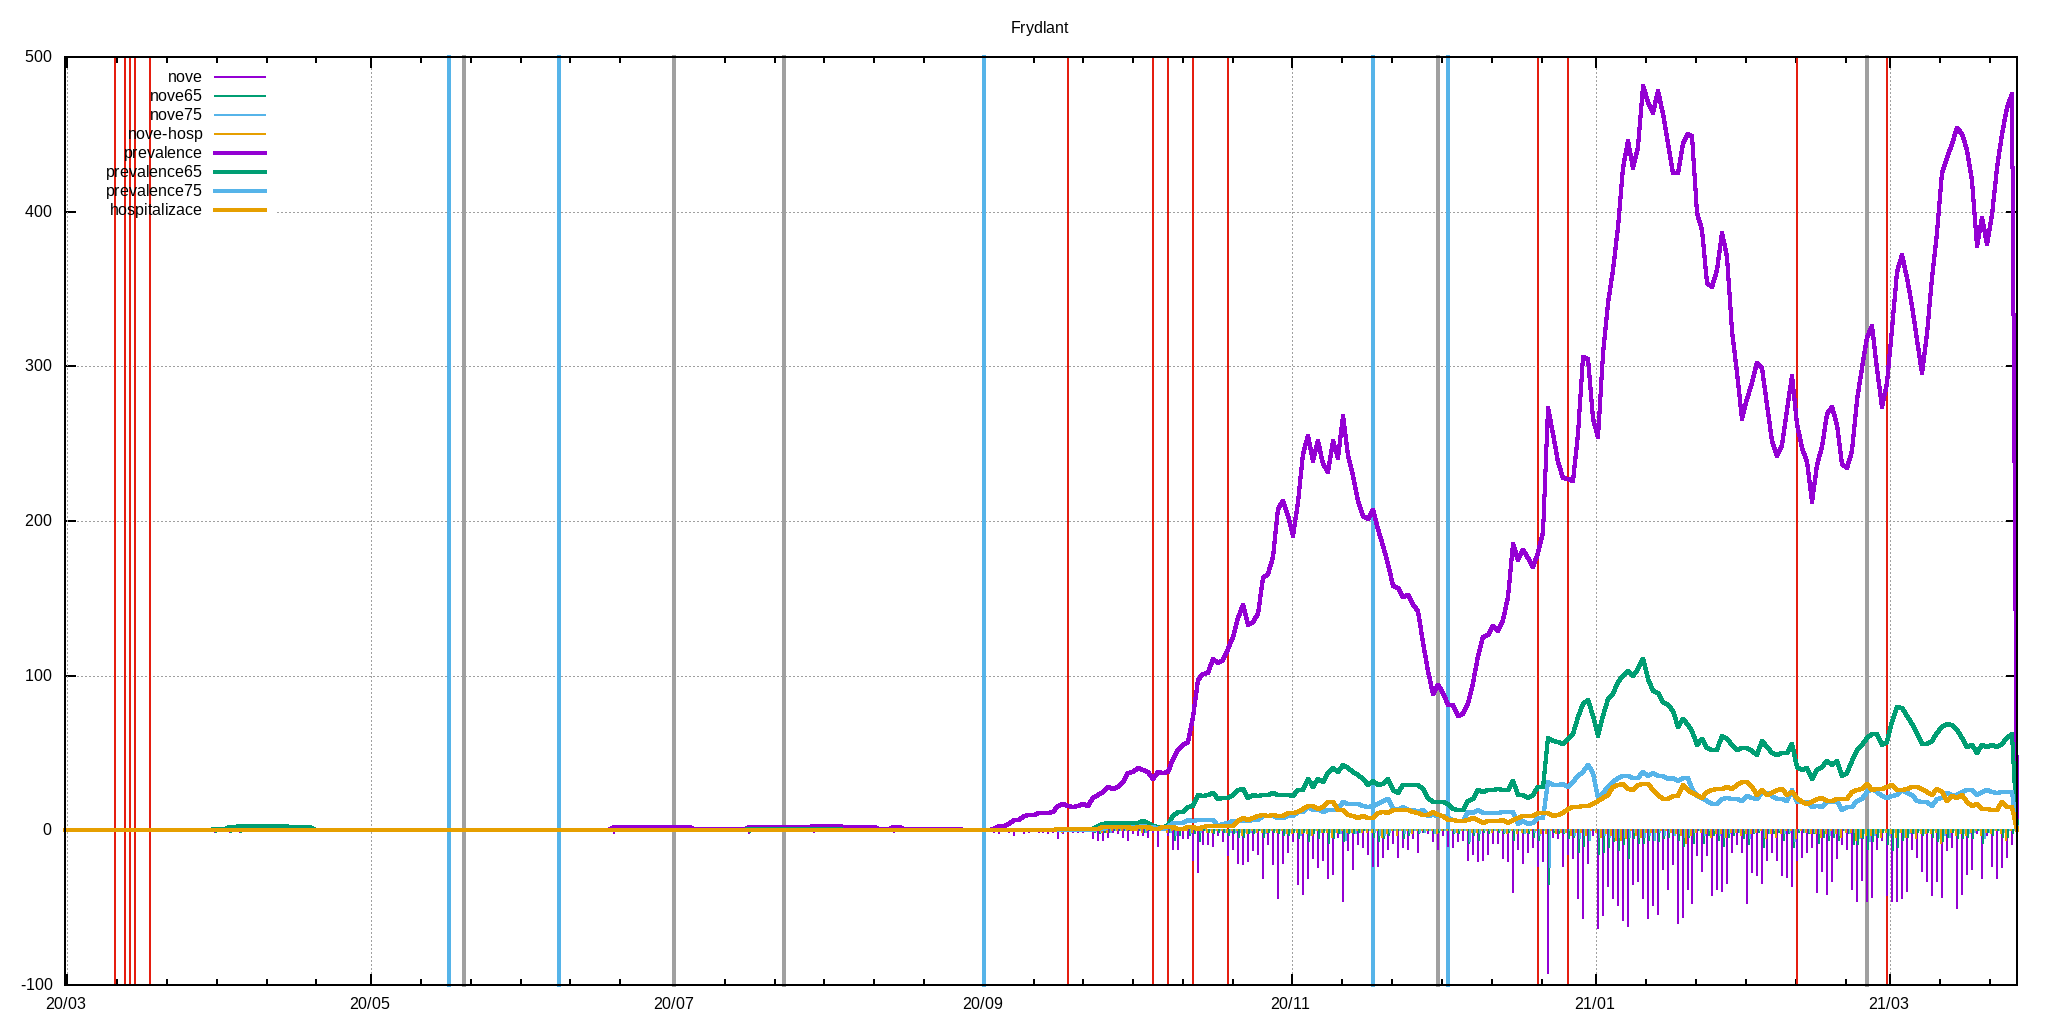 Frydlant
500
nove
nove65
nove75
nove-hosp
prevalence
prevalence65
prevalence75
hospitalizace
400
300
200
100
0
-100
20/03 20/05 20/07 20/09 20/11 21/01 21/03